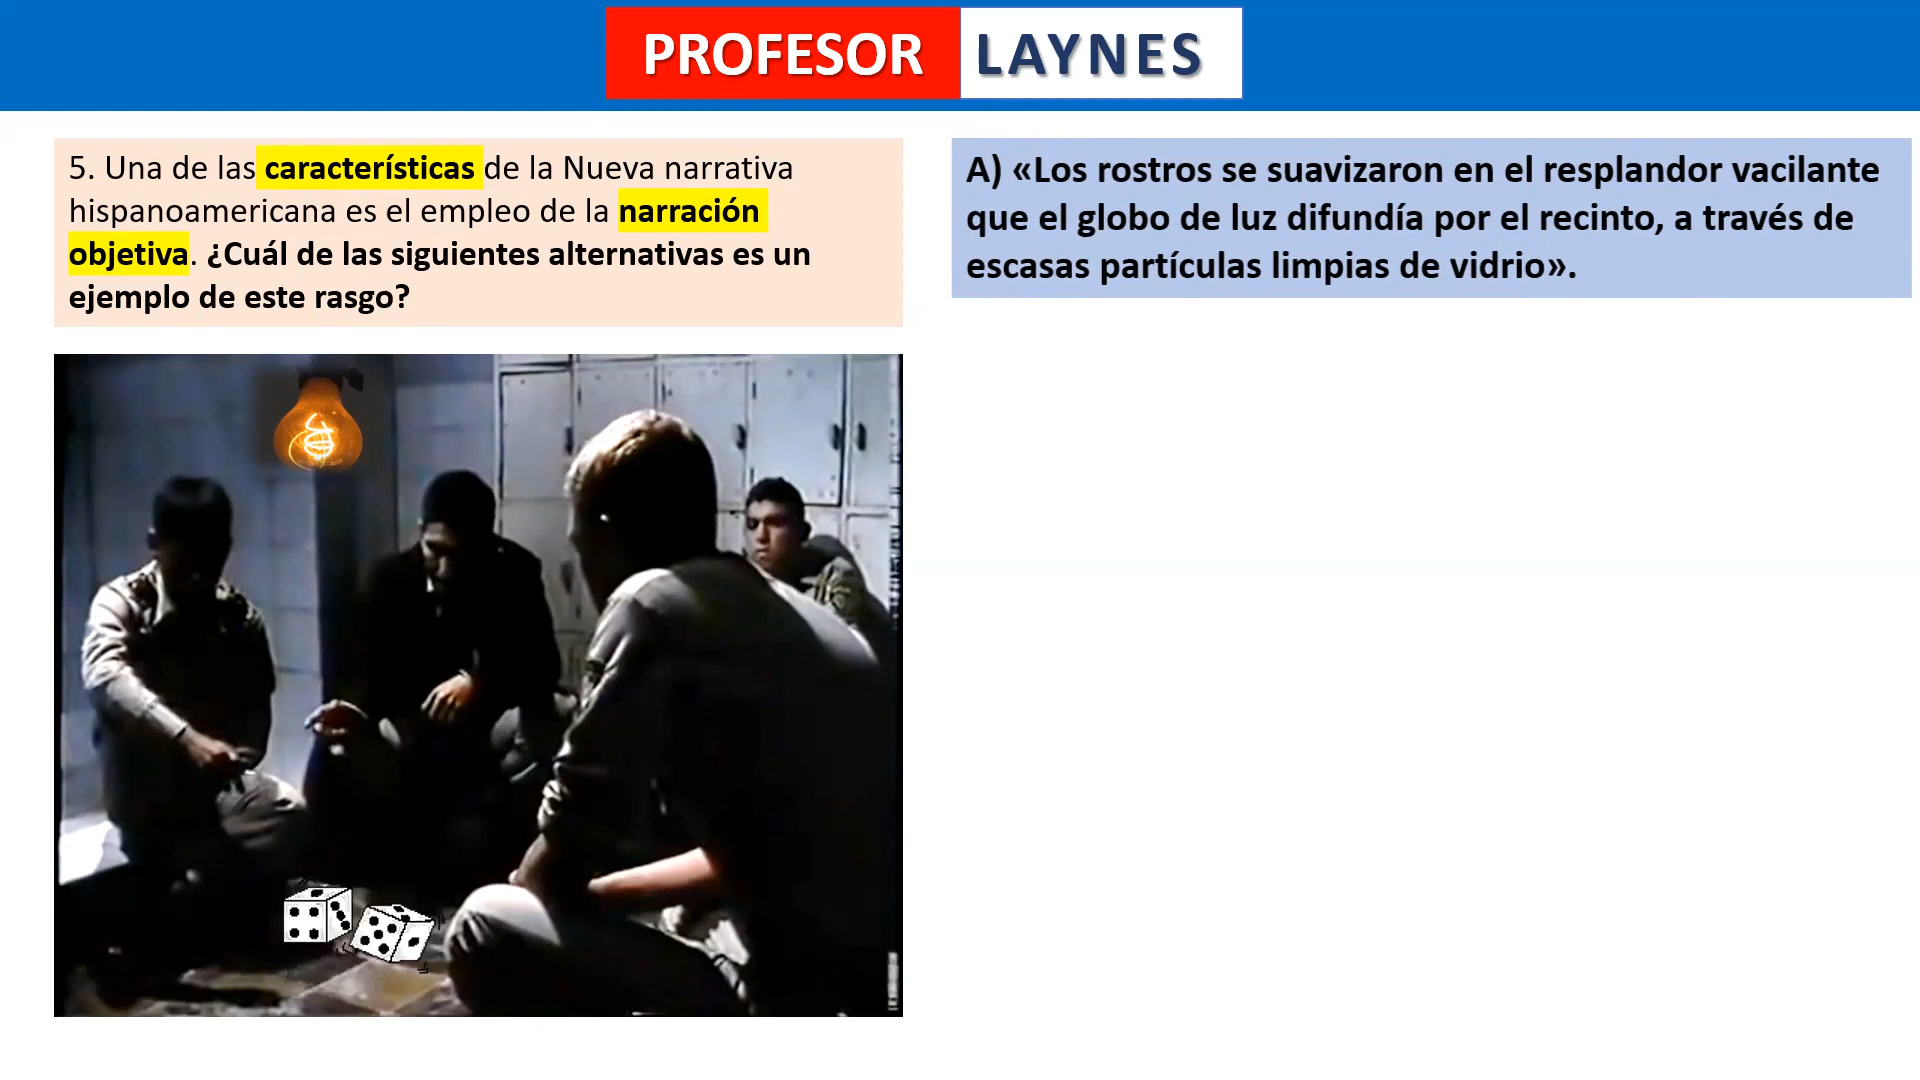 PROFESOR LAYNES
5. Una de las características de la Nueva narrativa
hispanoamericana es el empleo de la narración
objetiva. ¿Cuál de las siguientes alternativas es un
ejemplo de este rasgo?
A) «Los rostros se suavizaron en el resplandor vacilante
que el globo de luz difundía por el recinto, a través de
escasas partículas limpias de vidrio».